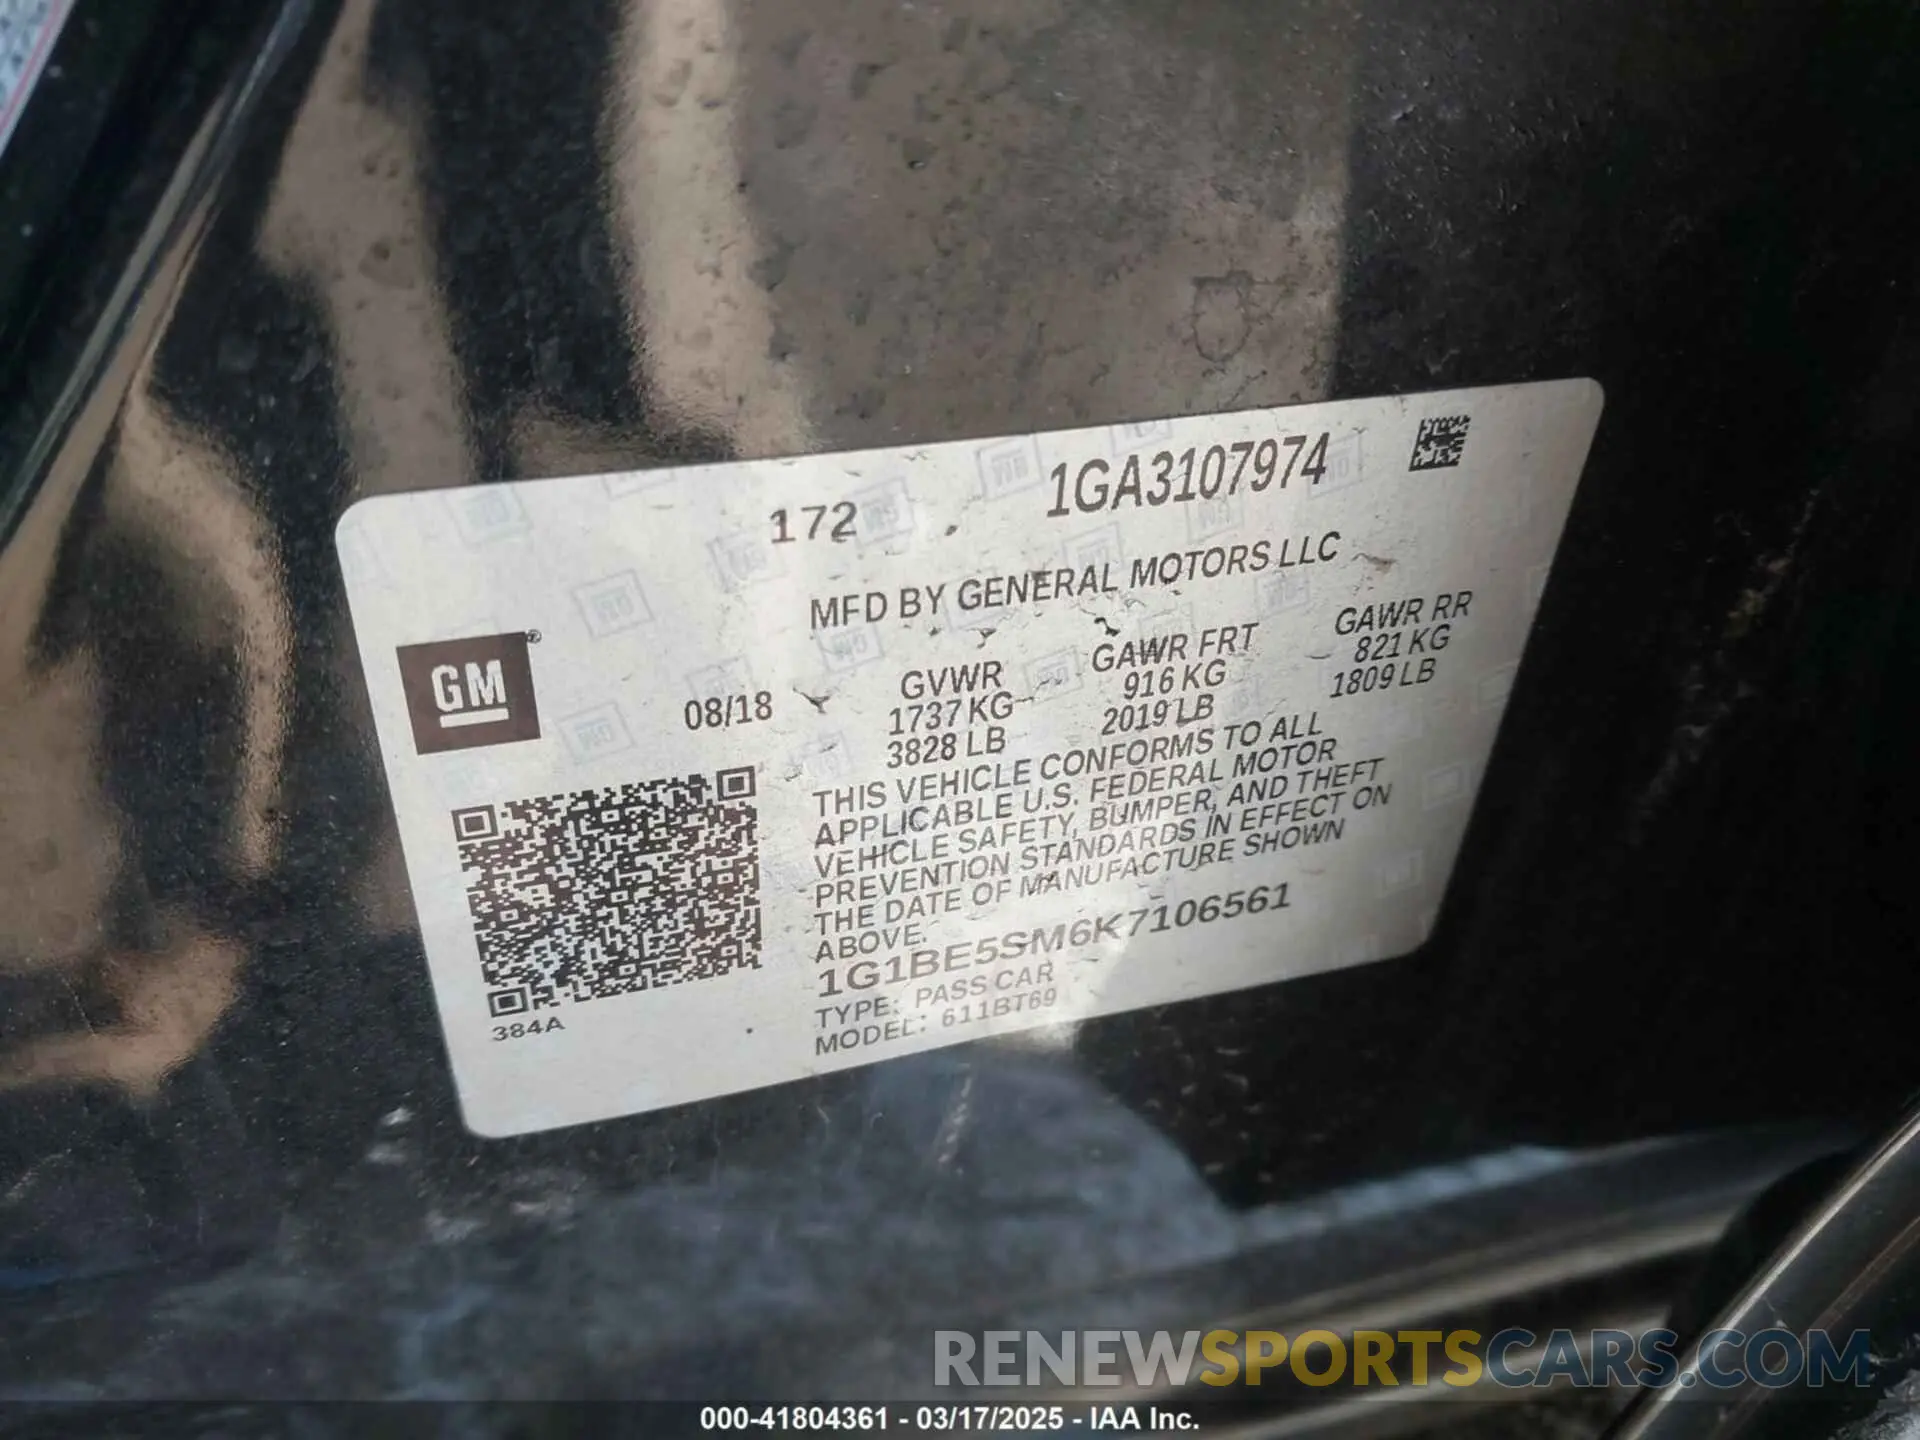 172 1GA3107974
MFD BY GENERAL MOTORS LLC
GM®
08/18
GVWR GAWR FRT GAWR RR
1737 KG 916 KG 821 KG
3828 LB 2019 LB 1809 LB
THIS VEHICLE CONFORMS TO ALL
APPLICABLE U.S. FEDERAL MOTOR
VEHICLE SAFETY, BUMPER, AND THEFT
PREVENTION STANDARDS IN EFFECT ON
THE DATE OF MANUFACTURE SHOWN
ABOVE.
1G1BE5SM6K7106561
TYPE: PASS CAR
MODEL: 611BT69
384A
RENEWSPORTSCARS.COM
000-41804361 - 03/17/2025 - IAA Inc.